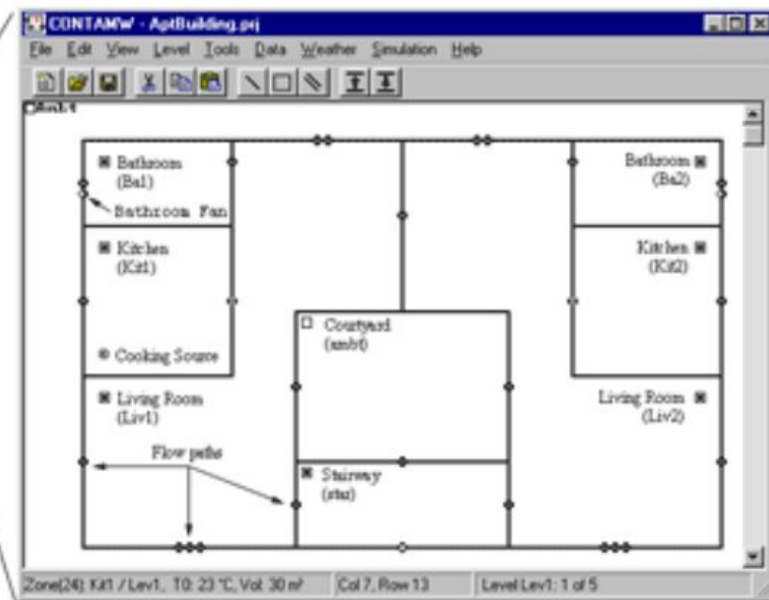 CONTAMW - AptBuilding.prj
File Edit View Level Tools Data Weather Simulation Help
Ambt
Bathroom
(Ba1)
Bathroom Fan
Bathroom
(Ba2)
Kitchen
(Kit1)
Kitchen
(Kit2)
Courtyard
(ambt)
Cooking Source
Living Room
(Liv1)
Living Room
(Liv2)
Flow paths
Stairway
(star)
Zone(24): Kit1 / Lev1, T0: 23 °C, Vol: 30 m³ Col 7, Row 13 Level Lev1: 1 of 5